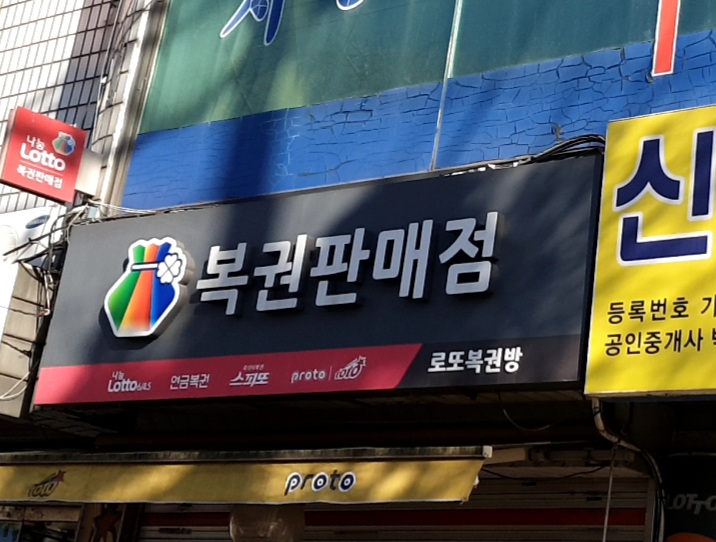 나눔
Lotto
복권판매점
복권판매점
나눔
Lotto 6/45
연금복권
스피또
proto
로또복권방
proto
신
등록번호
공인중개사